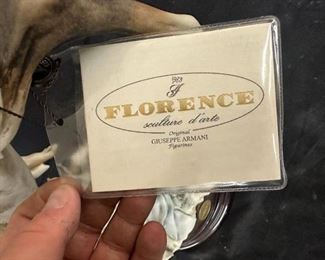 FLORENCE
sculture d'arte
Original
GIUSEPPE ARMANI
Figurines